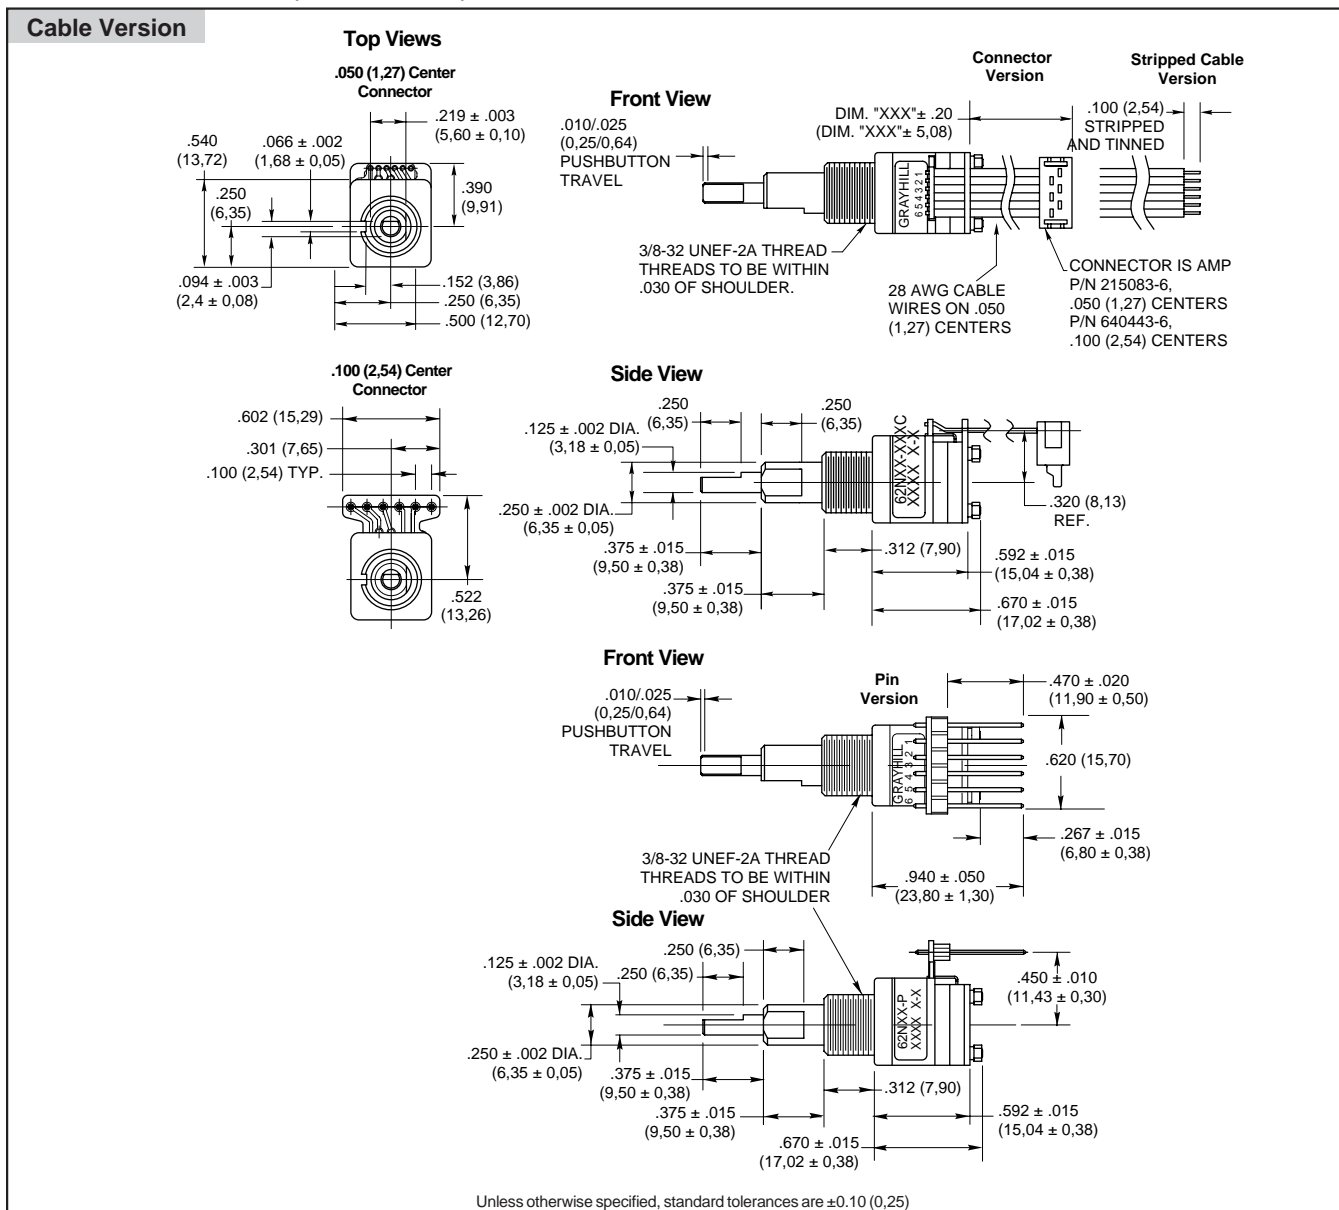 Cable Version
Top Views
.050 (1,27) Center
Connector
.219 ± .003
(5,60 ± 0,10)
.540
(13,72)
.066 ± .002
(1,68 ± 0,05)
.250
(6,35)
.390
(9,91)
.094 ± .003
(2,4 ± 0,08)
.152 (3,86)
.250 (6,35)
.500 (12,70)
Front View
.010/.025
(0,25/0,64)
PUSHBUTTON
TRAVEL
DIM. "XXX"± .20
(DIM. "XXX"± 5,08)
Connector
Version
Stripped Cable
Version
.100 (2,54)
STRIPPED
AND TINNED
GRAYHILL
6 5 4 3 2 1
3/8-32 UNEF-2A THREAD
THREADS TO BE WITHIN
.030 OF SHOULDER.
28 AWG CABLE
WIRES ON .050
(1,27) CENTERS
CONNECTOR IS AMP
P/N 215083-6,
.050 (1,27) CENTERS
P/N 640443-6,
.100 (2,54) CENTERS
.100 (2,54) Center
Connector
.602 (15,29)
.301 (7,65)
.100 (2,54) TYP.
.522
(13,26)
Side View
.250
(6,35)
.250
(6,35)
.125 ± .002 DIA.
(3,18 ± 0,05)
.250 ± .002 DIA.
(6,35 ± 0,05)
.375 ± .015
(9,50 ± 0,38)
.375 ± .015
(9,50 ± 0,38)
62NXX-XXXC
XXXX X-X
.312 (7,90)
.320 (8,13)
REF.
.592 ± .015
(15,04 ± 0,38)
.670 ± .015
(17,02 ± 0,38)
Front View
.010/.025
(0,25/0,64)
PUSHBUTTON
TRAVEL
Pin
Version
.470 ± .020
(11,90 ± 0,50)
GRAYHILL
6 5 4 3 2 1
.620 (15,70)
.267 ± .015
(6,80 ± 0,38)
.940 ± .050
(23,80 ± 1,30)
3/8-32 UNEF-2A THREAD
THREADS TO BE WITHIN
.030 OF SHOULDER
Side View
.250 (6,35)
.125 ± .002 DIA.
(3,18 ± 0,05)
.250 (6,35)
.250 ± .002 DIA.
(6,35 ± 0,05)
.375 ± .015
(9,50 ± 0,38)
.375 ± .015
(9,50 ± 0,38)
62NXX-P
XXXX X-X
.450 ± .010
(11,43 ± 0,30)
.312 (7,90)
.592 ± .015
(15,04 ± 0,38)
.670 ± .015
(17,02 ± 0,38)
Unless otherwise specified, standard tolerances are ±0.10 (0,25)